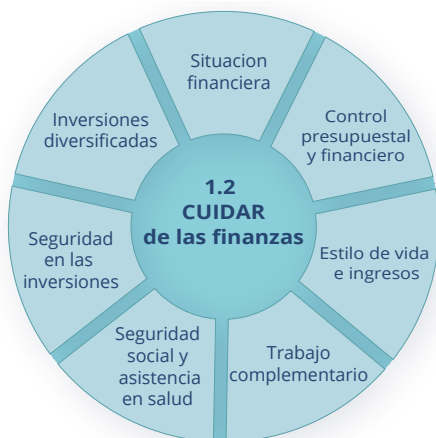 Situacion
financiera
Control
presupuestal
y financiero
Estilo de vida
e ingresos
Trabajo
complementario
Seguridad
social y
asistencia
en salud
Seguridad
en las
inversiones
Inversiones
diversificadas
1.2
CUIDAR
de las finanzas